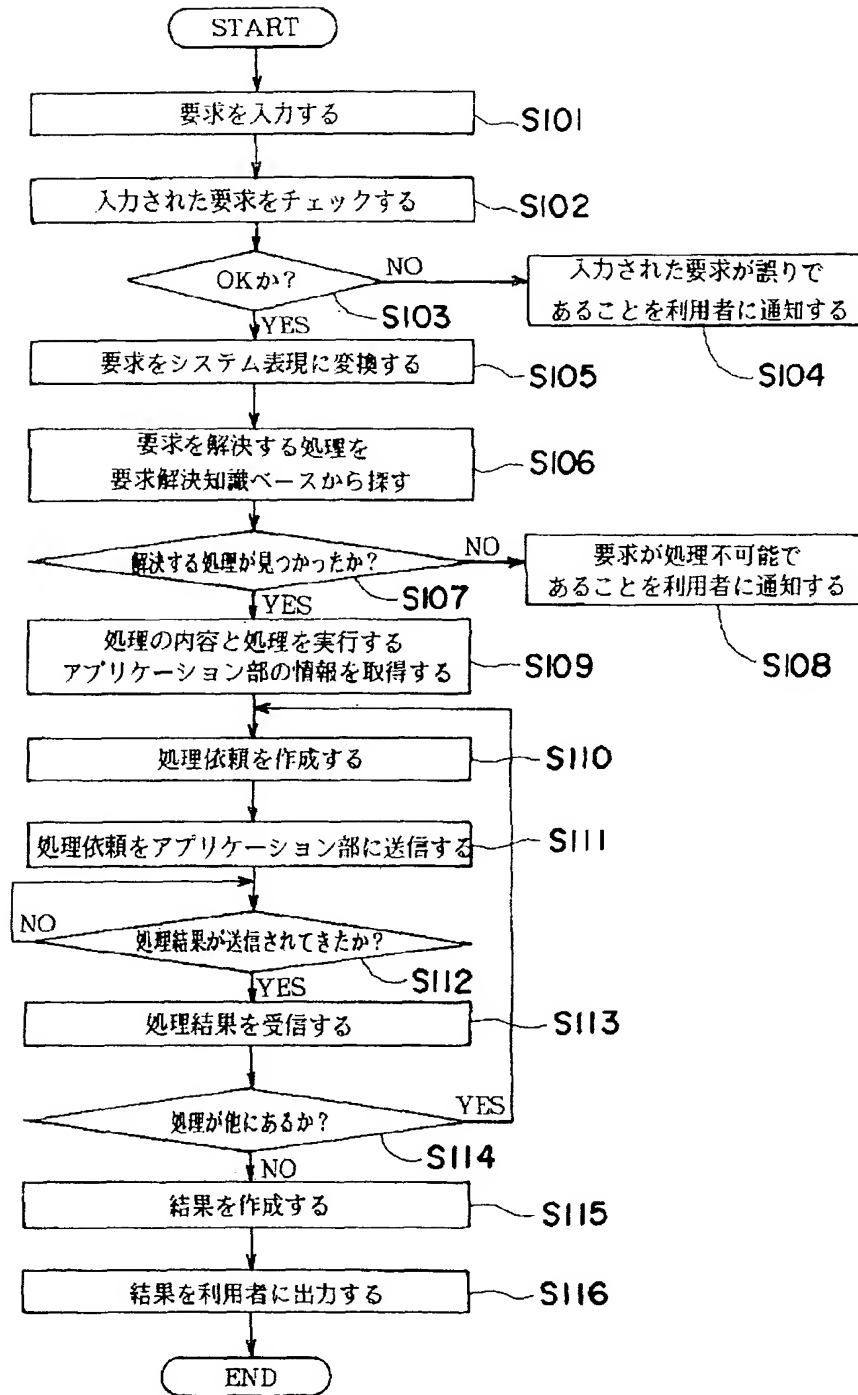 START
要求を入力する
S101
入力された要求をチェックする
S102
OKか?
NO
S103
YES
入力された要求が誤りで
あることを利用者に通知する
S104
要求をシステム表現に変換する
S105
要求を解決する処理を
要求解決知識ベースから探す
S106
解決する処理が見つかったか?
NO
S107
YES
要求が処理不可能で
あることを利用者に通知する
S108
処理の内容と処理を実行する
アプリケーション部の情報を取得する
S109
処理依頼を作成する
S110
処理依頼をアプリケーション部に送信する
S111
NO
処理結果が送信されてきたか?
S112
YES
処理結果を受信する
S113
処理が他にあるか?
YES
S114
NO
結果を作成する
S115
結果を利用者に出力する
S116
END